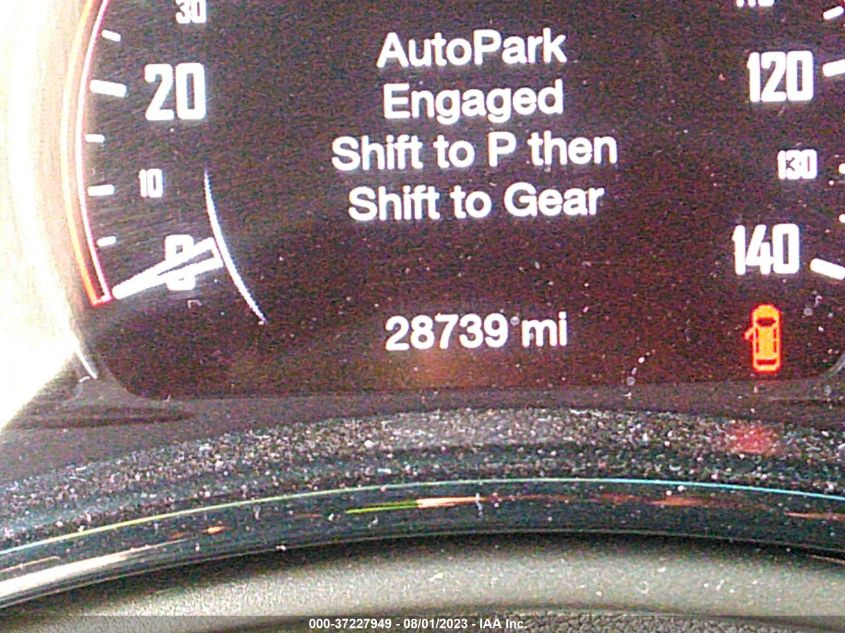 30
20
10
0
AutoPark
Engaged
Shift to P then
Shift to Gear
28739 mi
110
120
130
140
000-37227949 - 08/01/2023 - IAA Inc.